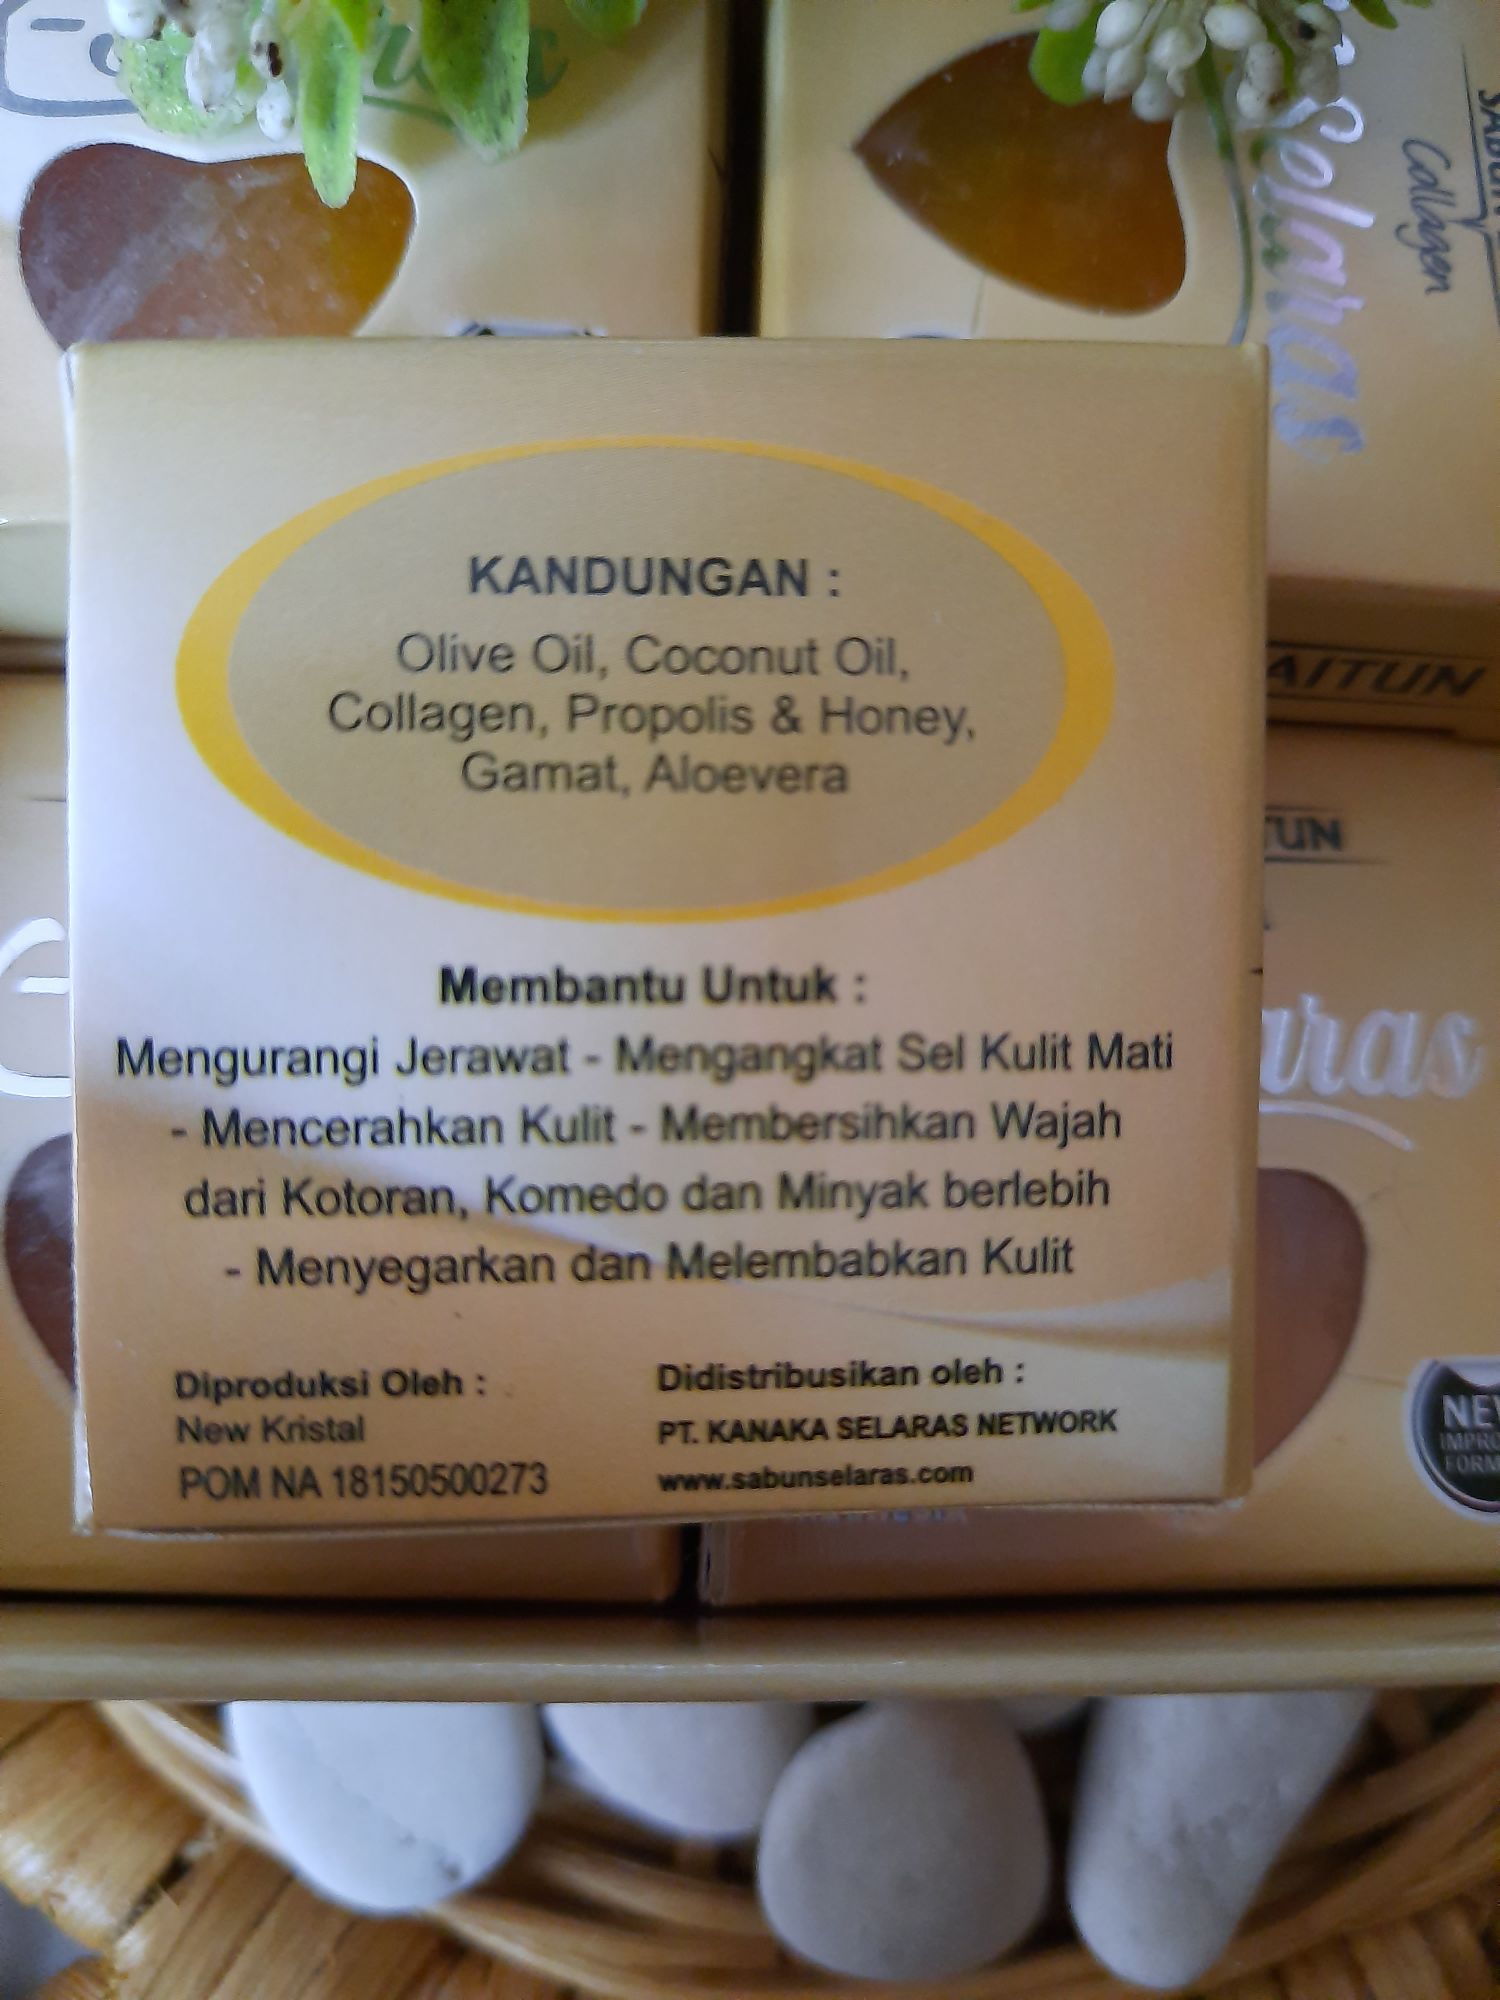 Selaras
SABUN
Collagen
AITUN
TUN
aras
NEW
KANDUNGAN :
Olive Oil, Coconut Oil,
Collagen, Propolis & Honey,
Gamat, Aloevera
Membantu Untuk :
Mengurangi Jerawat - Mengangkat Sel Kulit Mati
- Mencerahkan Kulit - Membersihkan Wajah
dari Kotoran, Komedo dan Minyak berlebih
- Menyegarkan dan Melembabkan Kulit
Diproduksi Oleh :
New Kristal
POM NA 18150500273
Didistribusikan oleh :
PT. KANAKA SELARAS NETWORK
www.sabunselaras.com